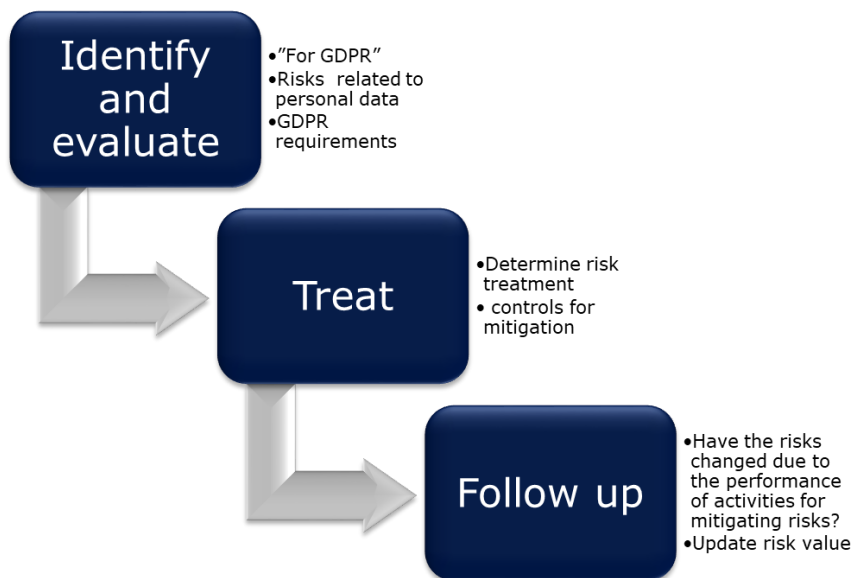 Identify
and
evaluate
•”For GDPR”
•Risks related to
personal data
•GDPR
requirements
Treat
•Determine risk
treatment
• controls for
mitigation
Follow up
•Have the risks
changed due to
the performance
of activities for
mitigating risks?
•Update risk value